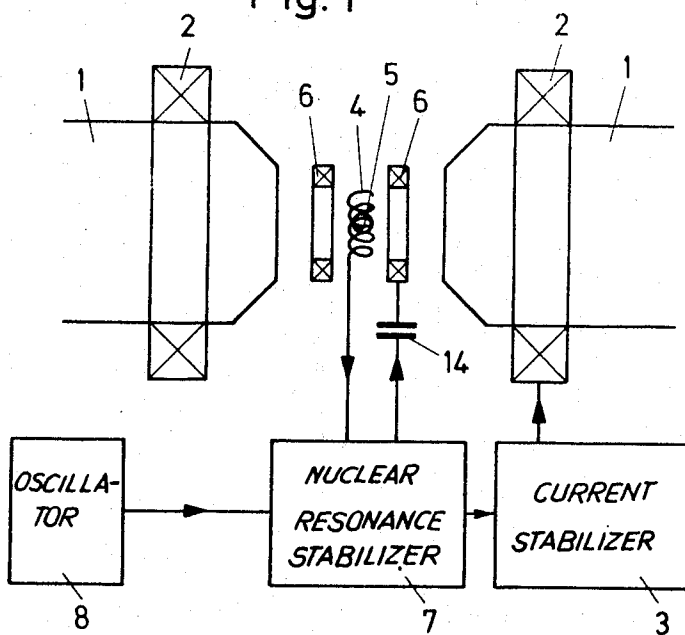 Fig. 1
2
2
1
6
4
5
6
1
14
OSCILLA-
TOR
NUCLEAR
RESONANCE
STABILIZER
CURRENT
STABILIZER
8
7
3